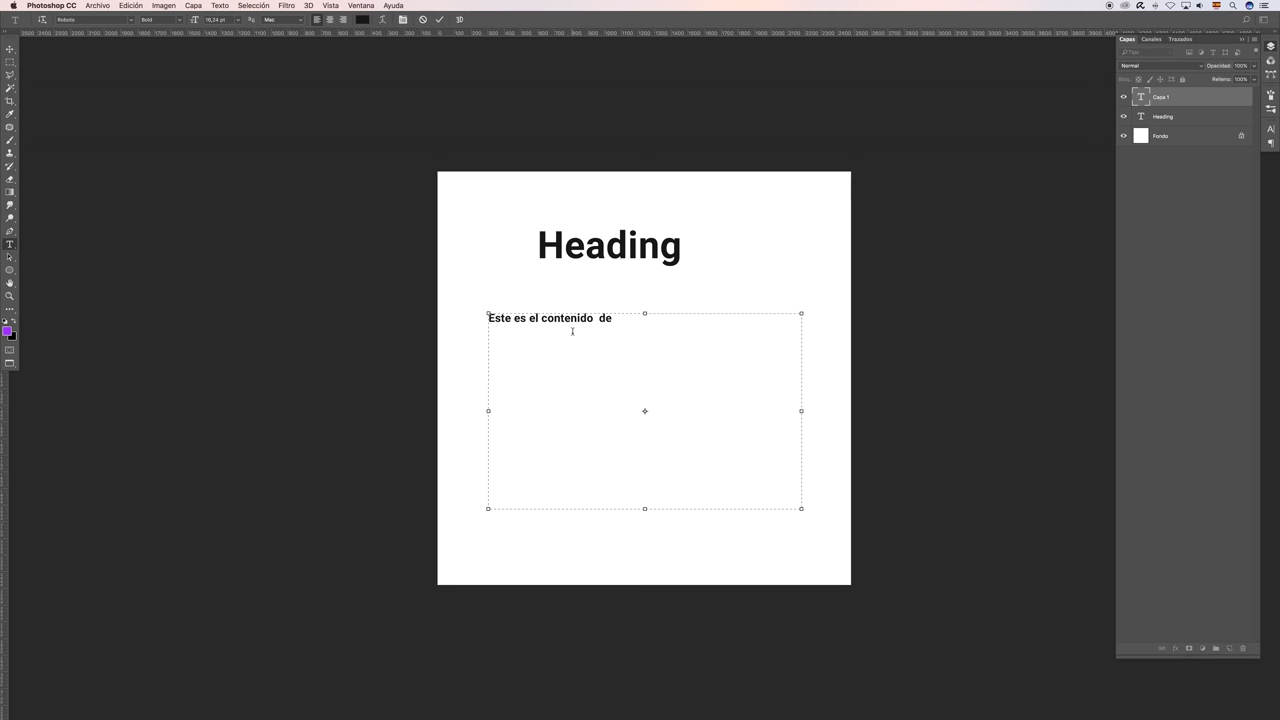 Photoshop CC Archivo Edición Imagen Capa Texto Selección Filtro 3D Vista Ventana Ayuda
Roboto Bold 16,24 pt Mac 3D
Capas Canales Trazados
Tipo
Normal Opacidad: 100%
Bloq.: Relleno: 100%
Capa 1
Heading
Fondo
Heading
Este es el contenido  de